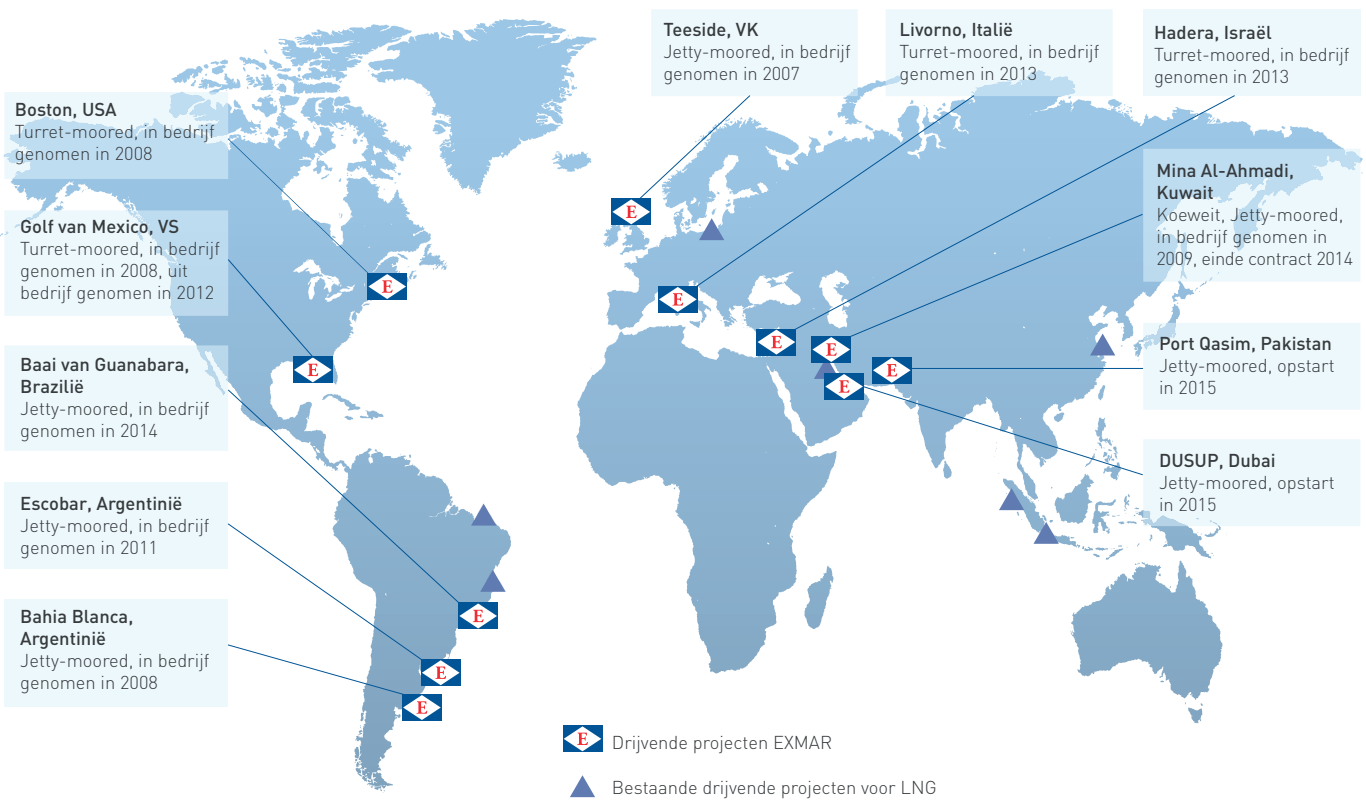 Teeside, VK
Jetty-moored, in bedrijf
genomen in 2007
Livorno, Italië
Turret-moored, in bedrijf
genomen in 2013
Hadera, Israël
Turret-moored, in bedrijf
genomen in 2013
Boston, USA
Turret-moored, in bedrijf
genomen in 2008
Mina Al-Ahmadi,
Kuwait
Koeweit, Jetty-moored,
in bedrijf genomen in
2009, einde contract 2014
Golf van Mexico, VS
Turret-moored, in bedrijf
genomen in 2008, uit
bedrijf genomen in 2012
Port Qasim, Pakistan
Jetty-moored, opstart
in 2015
Baai van Guanabara,
Brazilië
Jetty-moored, in bedrijf
genomen in 2014
DUSUP, Dubai
Jetty-moored, opstart
in 2015
Escobar, Argentinië
Jetty-moored, in bedrijf
genomen in 2011
Bahia Blanca,
Argentinië
Jetty-moored, in bedrijf
genomen in 2008
E
E
E
E
E
E
E
E
E
E
E
E Drijvende projecten EXMAR
Bestaande drijvende projecten voor LNG